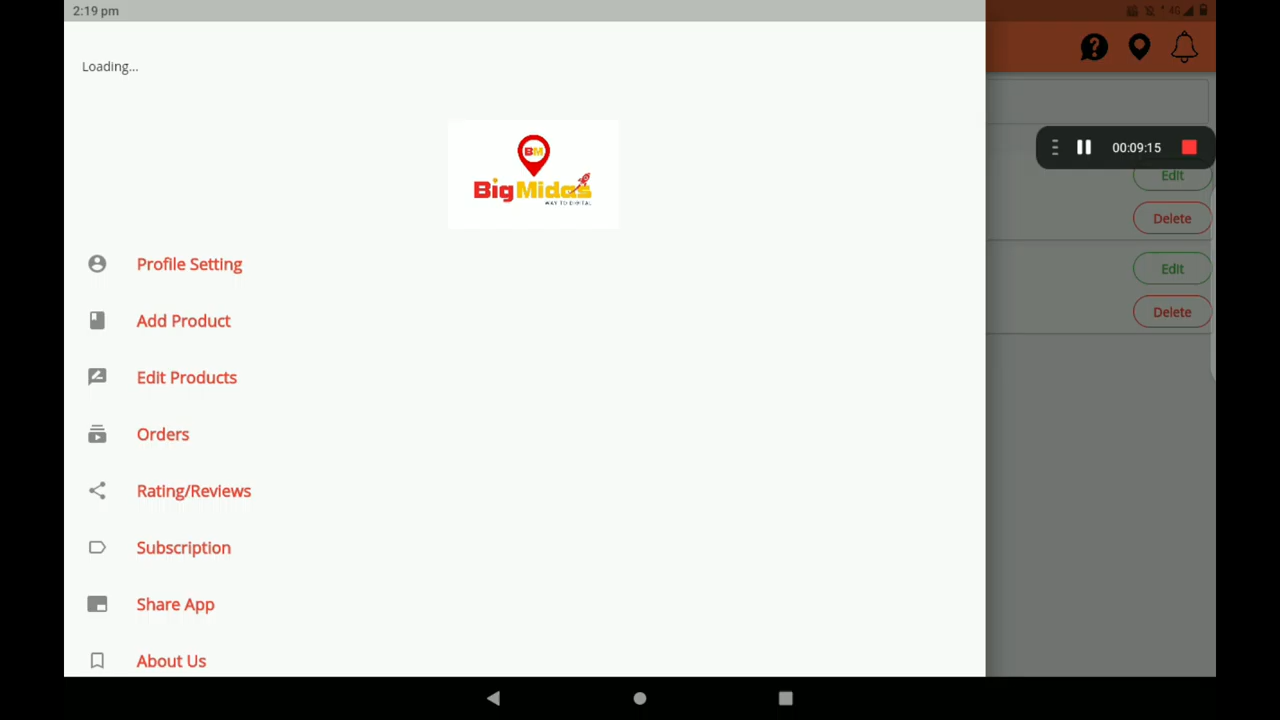 2:19 pm
4G
Loading...
BM
BigMidas
WAY TO DIGITAL
00:09:15
Edit
Delete
Edit
Delete
Profile Setting
Add Product
Edit Products
Orders
Rating/Reviews
Subscription
Share App
About Us